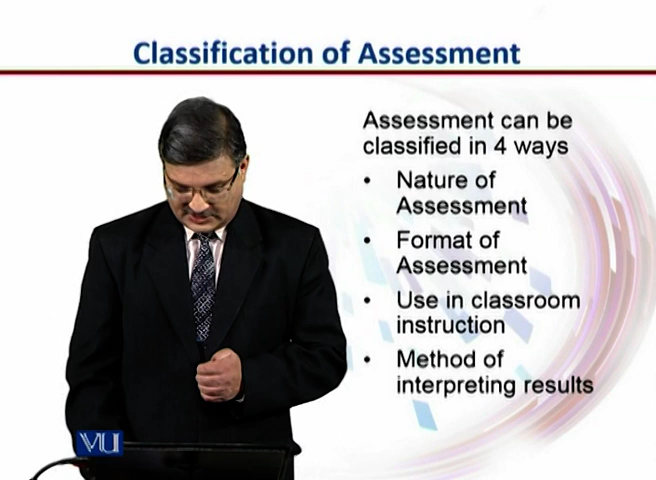 Classification of Assessment
Assessment can be
classified in 4 ways
• Nature of
Assessment
• Format of
Assessment
• Use in classroom
instruction
• Method of
interpreting results
VU